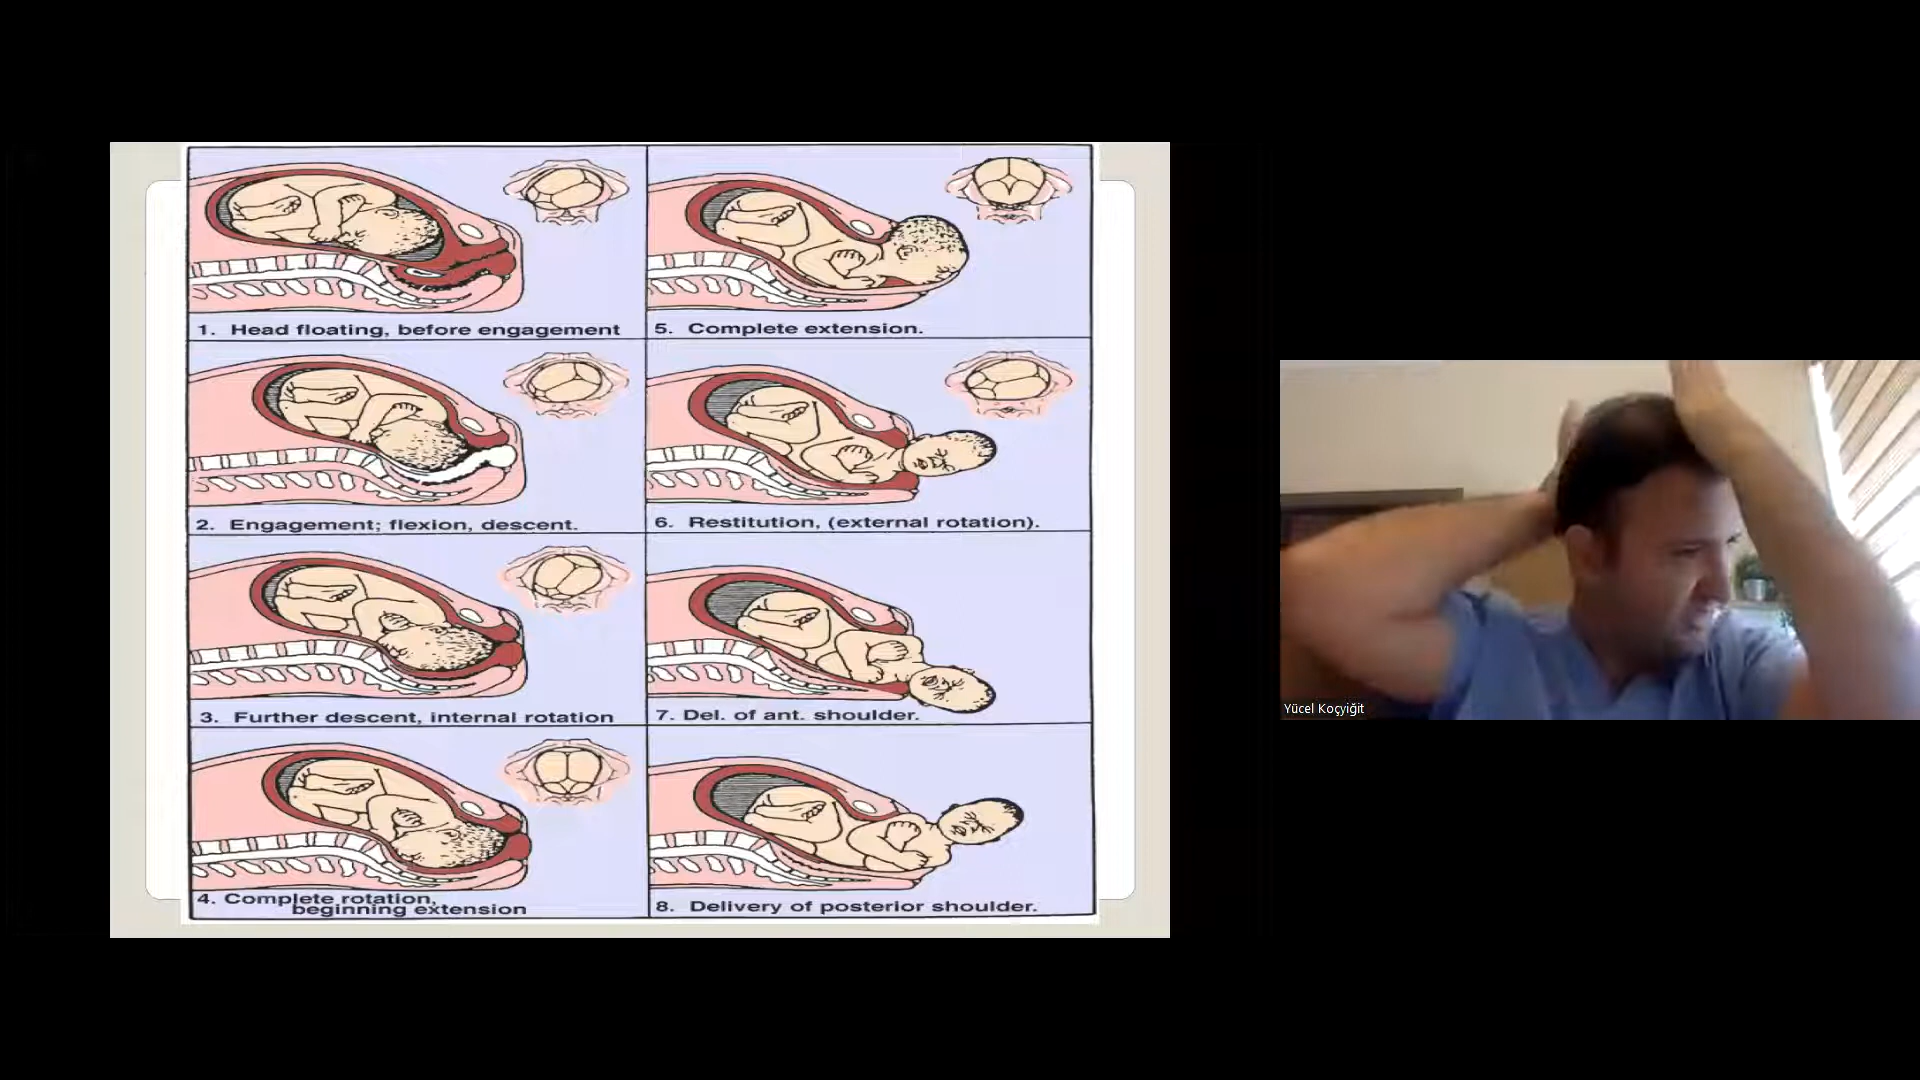 1. Head floating, before engagement
2. Engagement; flexion, descent.
3. Further descent, internal rotation
4. Complete rotation,
beginning extension
5. Complete extension.
6. Restitution, (external rotation).
7. Del. of ant. shoulder.
8. Delivery of posterior shoulder.
Yücel Koçyiğit